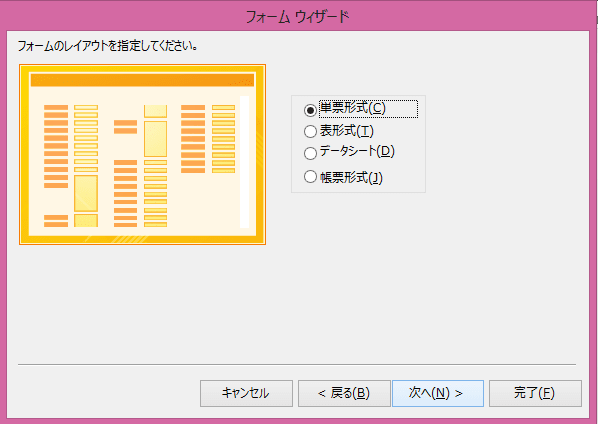 フォーム ウィザード
フォームのレイアウトを指定してください。
単票形式(C)
表形式(T)
データシート(D)
帳票形式(J)
キャンセル
< 戻る(B)
次へ(N) >
完了(F)